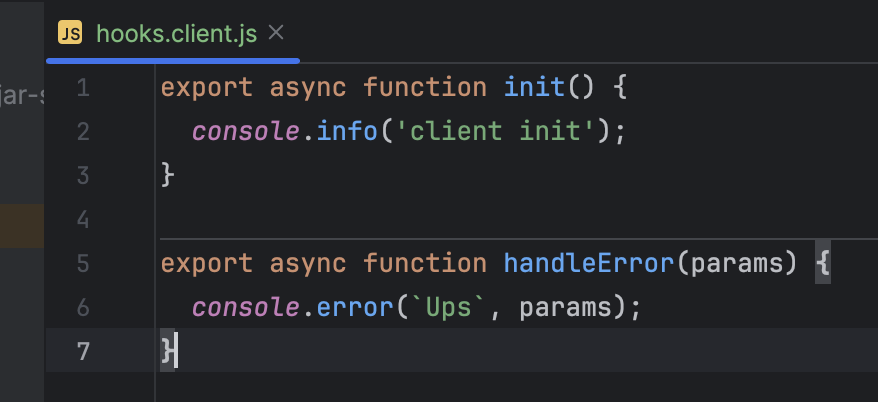 JS hooks.client.js
jar-s
1 export async function init() {
2   console.info('client init');
3 }
4
5 export async function handleError(params) {
6   console.error(`Ups`, params);
7 }